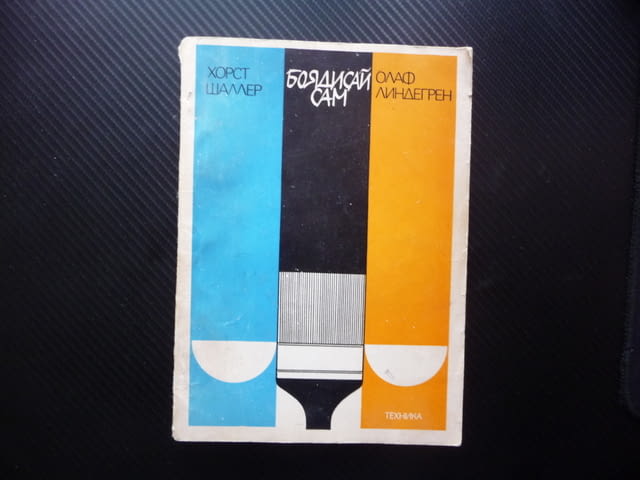 ХОРСТ
ШАЛЛЕР
БОЯДИСАЙ
САМ
ОЛАФ
ЛИНДЕГРЕН
ТЕХНИКА